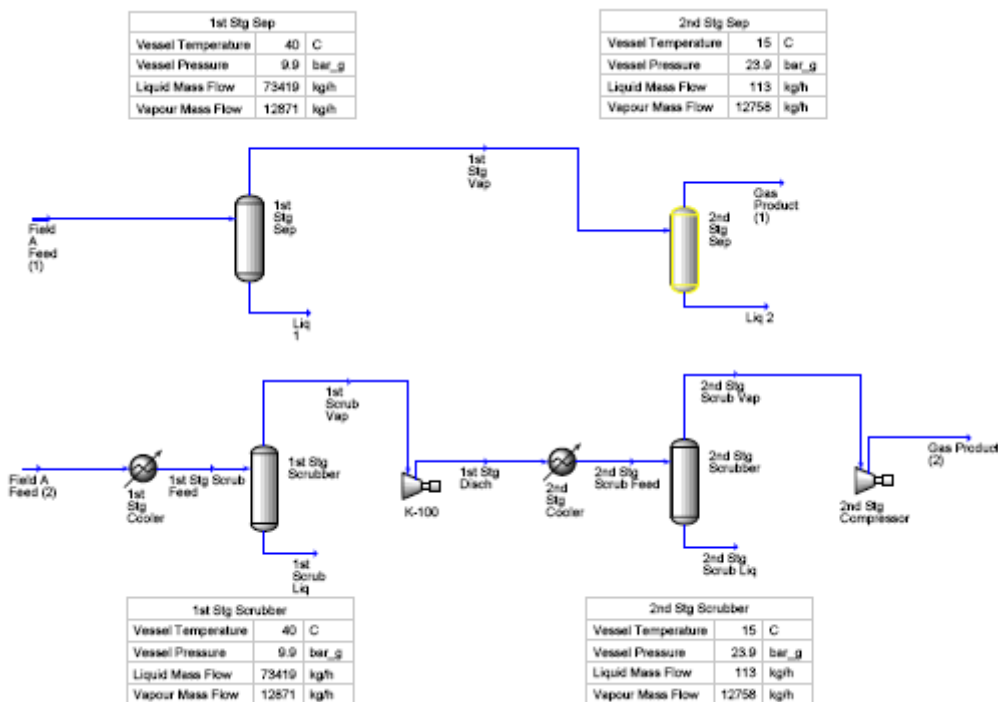 1st Stg Sep
Vessel Temperature 40 C
Vessel Pressure 9.9 bar_g
Liquid Mass Flow 73419 kg/h
Vapour Mass Flow 12871 kg/h
2nd Stg Sep
Vessel Temperature 15 C
Vessel Pressure 23.9 bar_g
Liquid Mass Flow 113 kg/h
Vapour Mass Flow 12758 kg/h
Field
A
Feed
(1)
1st
Stg
Sep
Liq
1
1st
Stg
Vap
2nd
Stg
Sep
Gas
Product
(1)
Liq 2
Field A
Feed (2)
1st
Stg
Cooler
1st Stg Scrub
Feed
1st Stg
Scrubber
1st
Scrub
Vap
1st
Scrub
Liq
K-100
1st Stg
Disch
2nd
Stg
Cooler
2nd Stg
Scrub Feed
2nd Stg
Scrubber
2nd Stg
Scrub Vap
2nd Stg
Scrub Liq
2nd Stg
Compressor
Gas Product
(2)
1st Stg Scrubber
Vessel Temperature 40 C
Vessel Pressure 9.9 bar_g
Liquid Mass Flow 73419 kg/h
Vapour Mass Flow 12871 kg/h
2nd Stg Scrubber
Vessel Temperature 15 C
Vessel Pressure 23.9 bar_g
Liquid Mass Flow 113 kg/h
Vapour Mass Flow 12758 kg/h